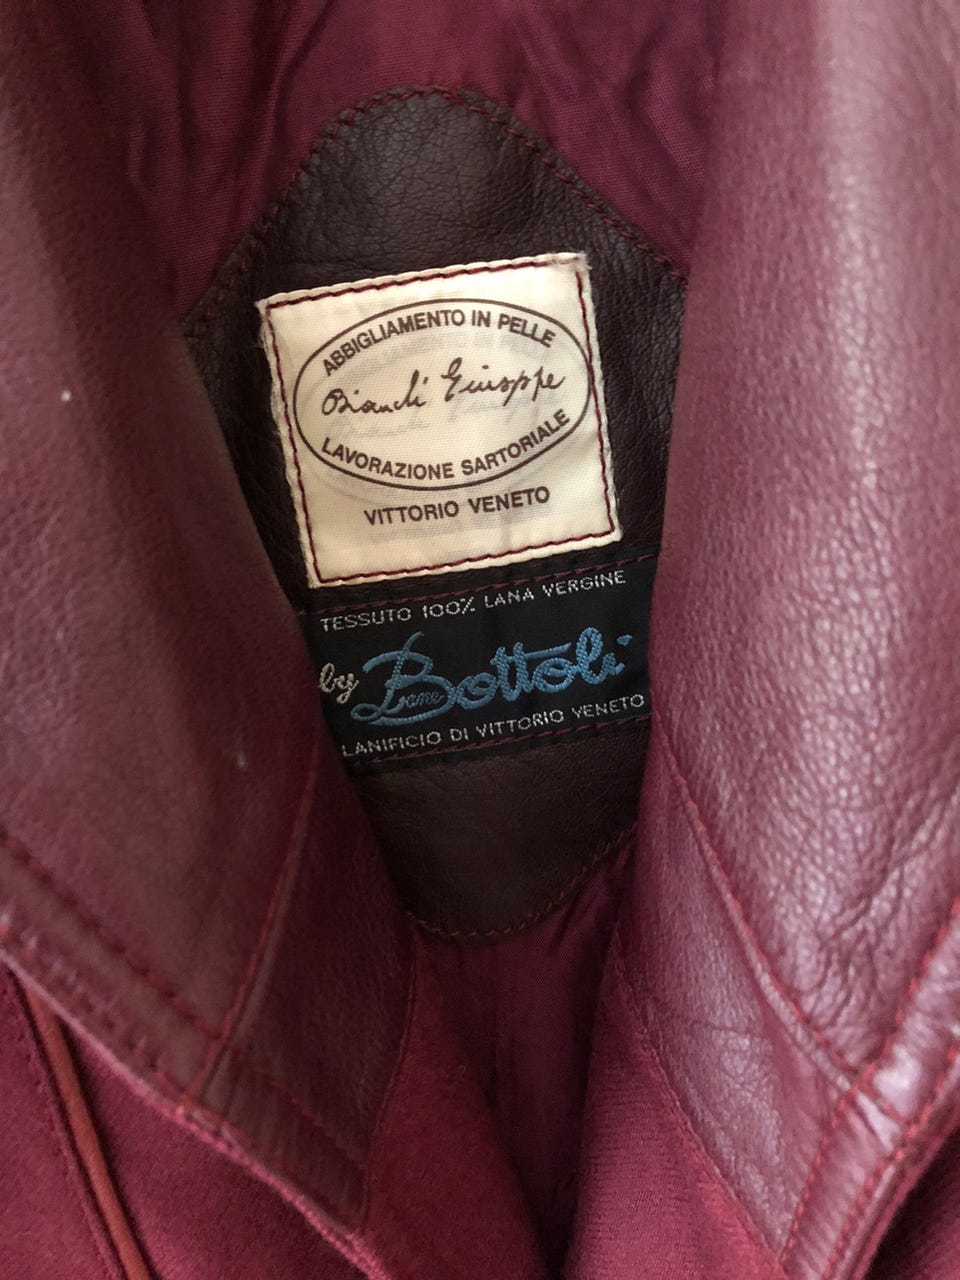 ABBIGLIAMENTO IN PELLE
Bianchi Giuseppe
LAVORAZIONE SARTORIALE
VITTORIO VENETO
TESSUTO 100% LANA VERGINE
by Bottoli
Lane
LANIFICIO DI VITTORIO VENETO